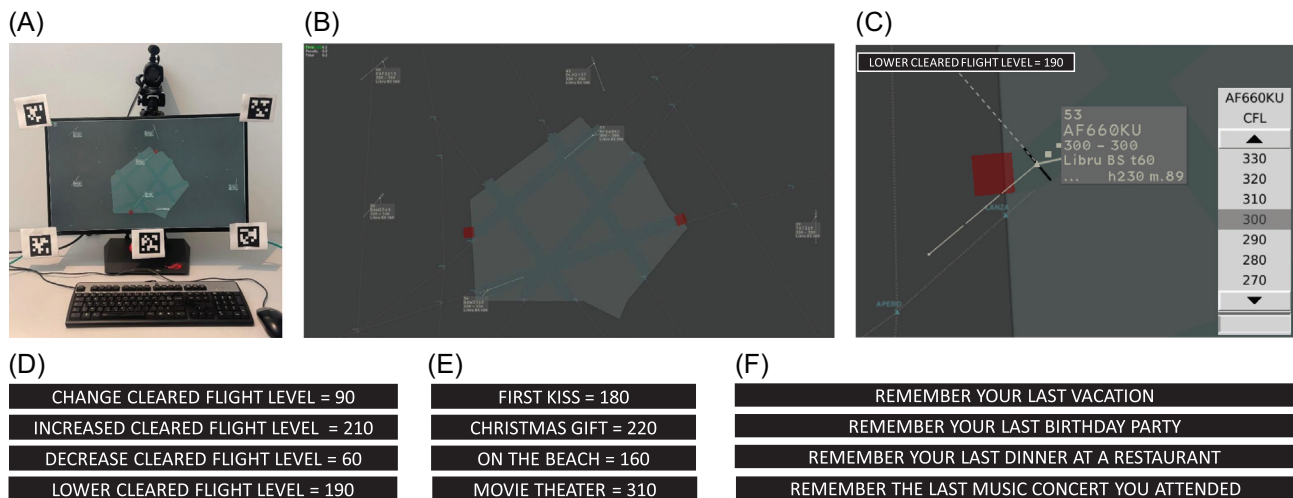 (A)
(B)
(C)
LOWER CLEARED FLIGHT LEVEL = 190
53
AF660KU
300 – 300
Libru BS t60
... h230 m.89
LANZA
APERO
AF660KU
CFL
330
320
310
300
290
280
270
(D)
CHANGE CLEARED FLIGHT LEVEL = 90
INCREASED CLEARED FLIGHT LEVEL = 210
DECREASE CLEARED FLIGHT LEVEL = 60
LOWER CLEARED FLIGHT LEVEL = 190
(E)
FIRST KISS = 180
CHRISTMAS GIFT = 220
ON THE BEACH = 160
MOVIE THEATER = 310
(F)
REMEMBER YOUR LAST VACATION
REMEMBER YOUR LAST BIRTHDAY PARTY
REMEMBER YOUR LAST DINNER AT A RESTAURANT
REMEMBER THE LAST MUSIC CONCERT YOU ATTENDED